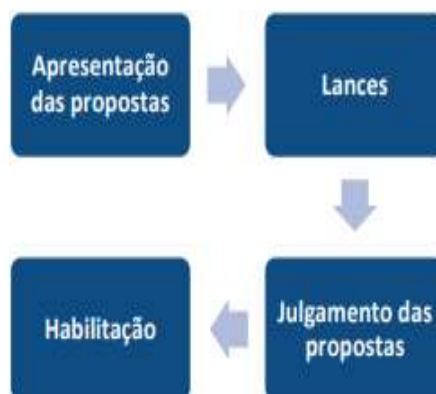 Apresentação
das propostas
Lances
Julgamento das
propostas
Habilitação